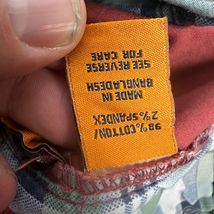 98% COTTON/
2% SPANDEX
MADE IN
BANGLADESH
SEE REVERSE
FOR CARE